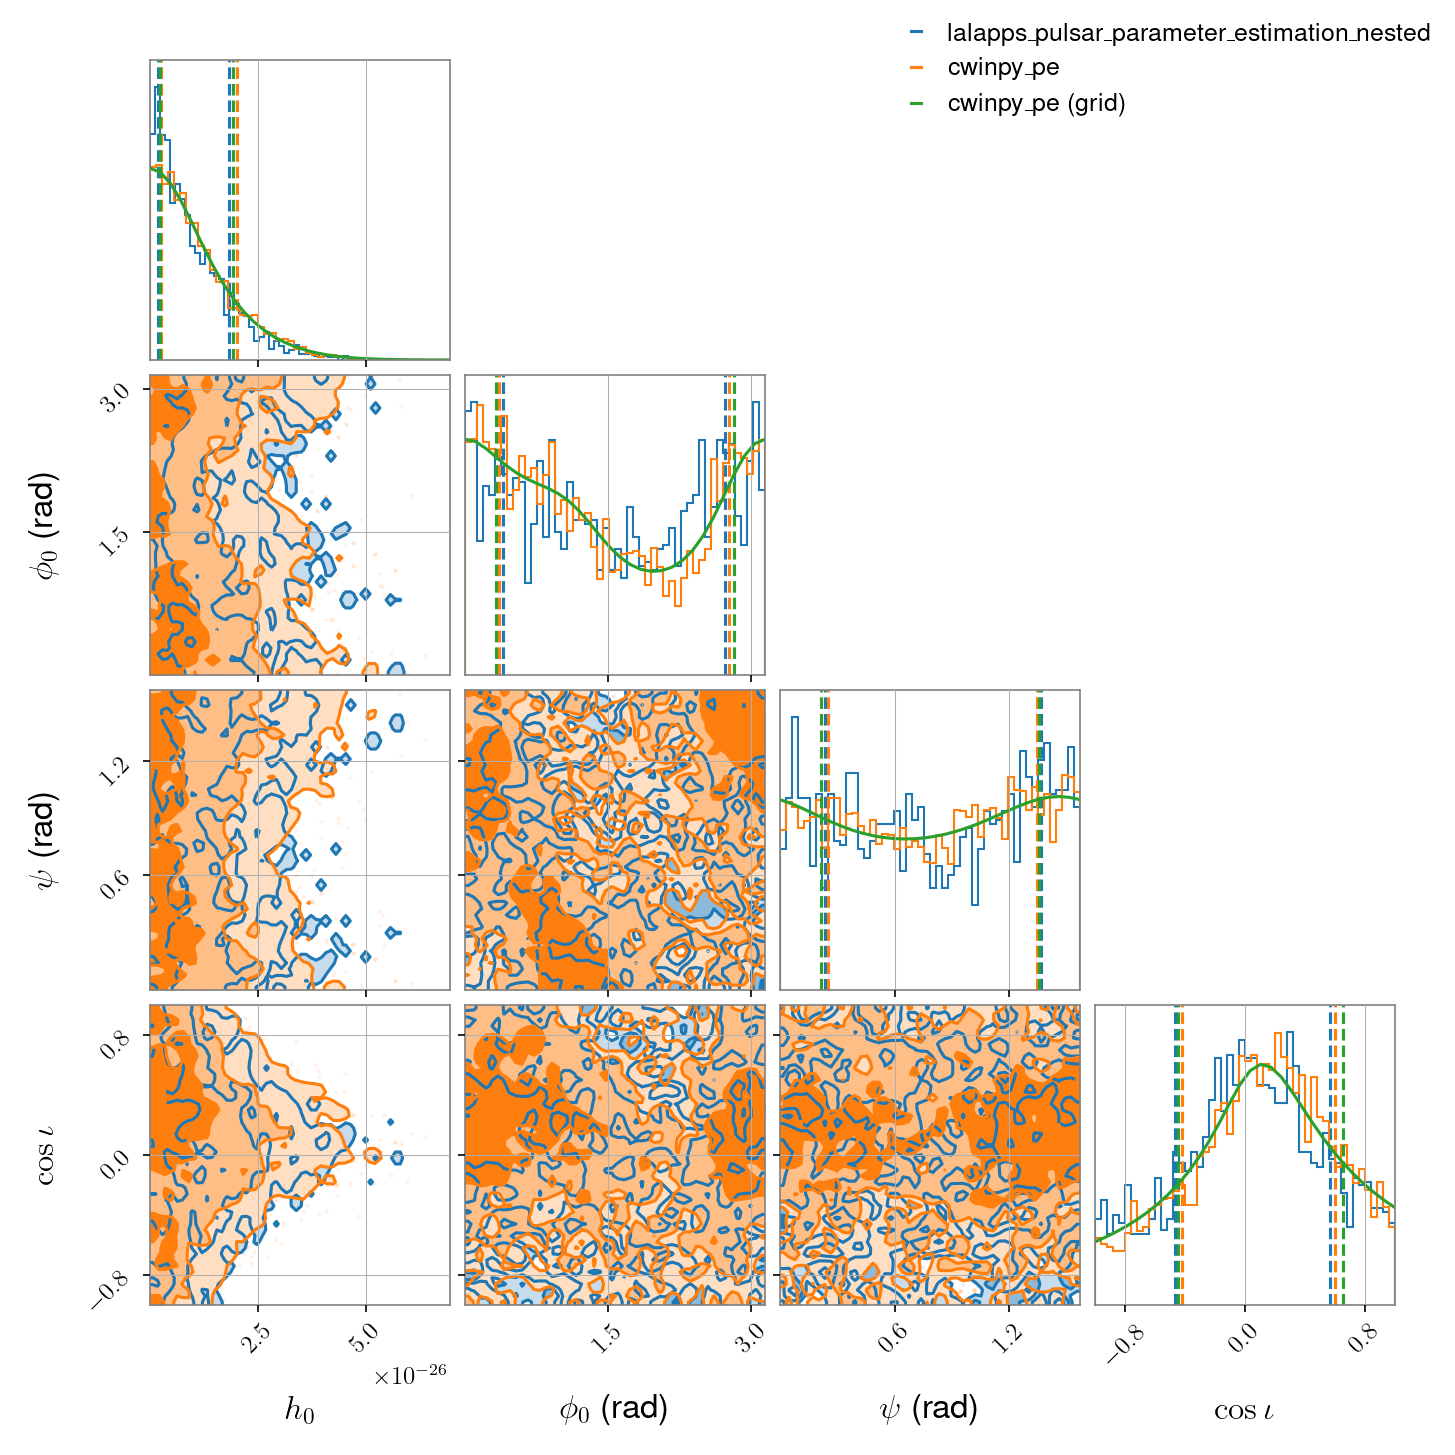 lalapps_pulsar_parameter_estimation_nested
cwinpy_pe
cwinpy_pe (grid)
3.0
1.5
ϕ₀ (rad)
1.2
0.6
ψ (rad)
0.8
0.0
−0.8
cos ι
2.5
5.0
×10⁻²⁶
h₀
1.5
3.0
ϕ₀ (rad)
0.6
1.2
ψ (rad)
−0.8
0.0
0.8
cos ι